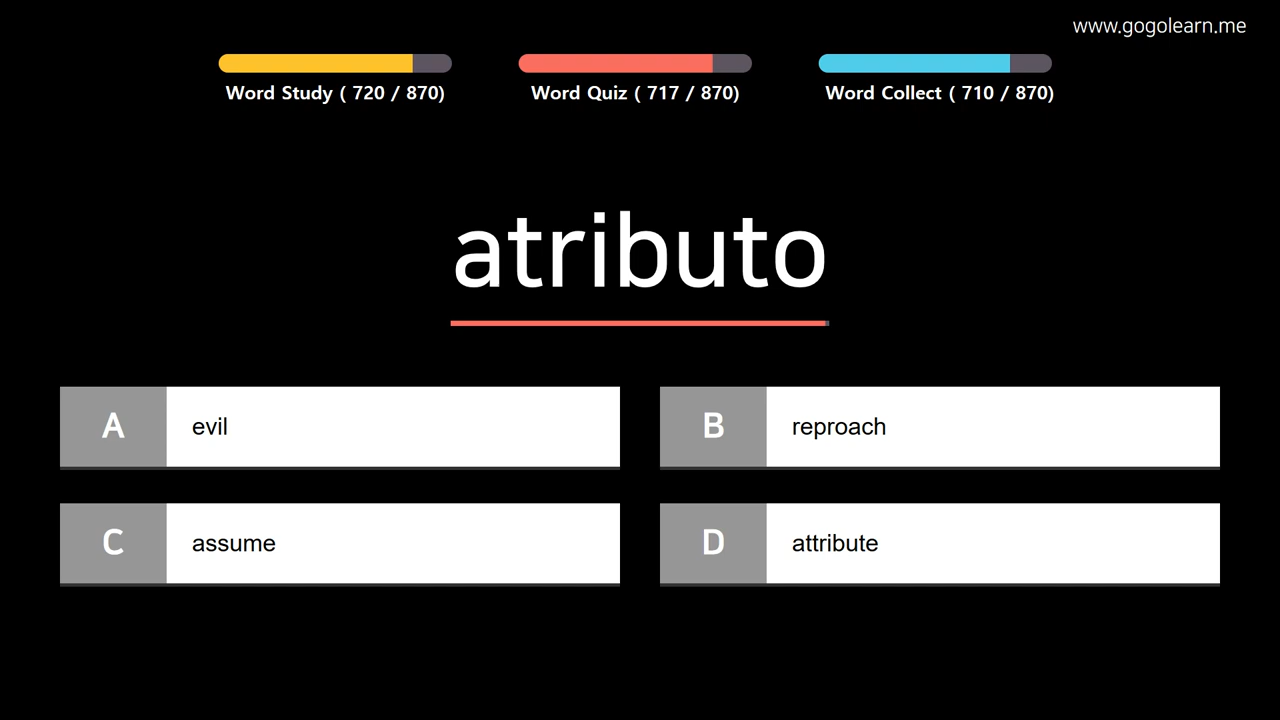 www.gogolearn.me
Word Study ( 720 / 870)
Word Quiz ( 717 / 870)
Word Collect ( 710 / 870)
atributo
A evil
B reproach
C assume
D attribute